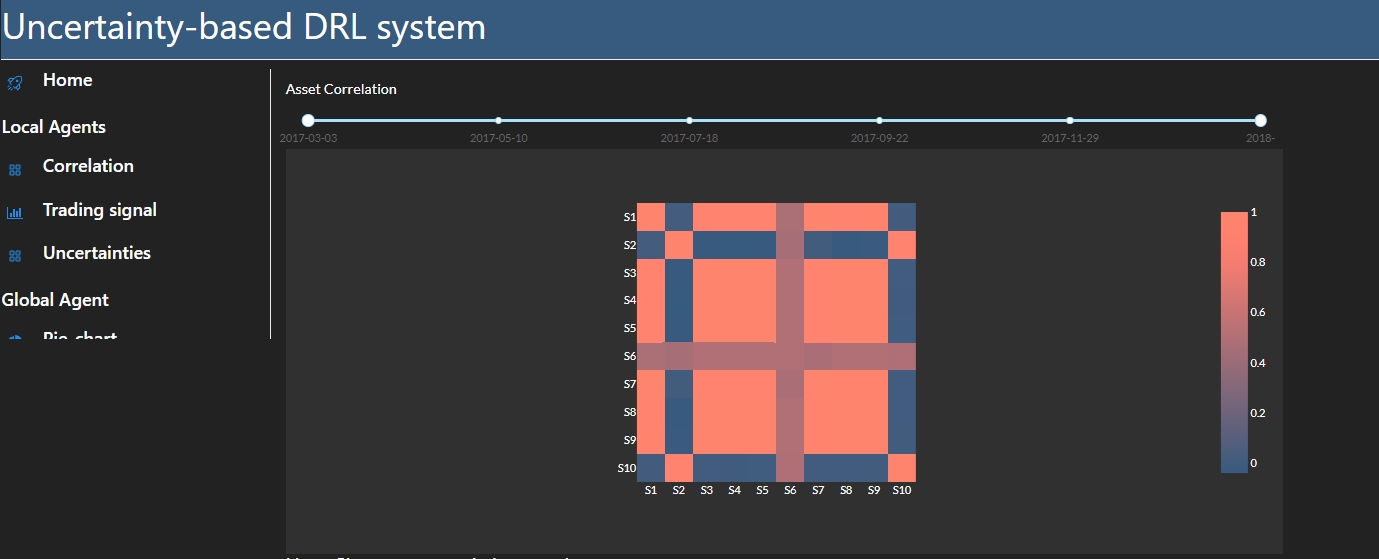 Uncertainty-based DRL system
Home
Local Agents
Correlation
Trading signal
Uncertainties
Global Agent
Pie-chart
Asset Correlation
2017-03-03 2017-05-10 2017-07-18 2017-09-22 2017-11-29 2018-
S1
S2
S3
S4
S5
S6
S7
S8
S9
S10
S1 S2 S3 S4 S5 S6 S7 S8 S9 S10
1
0.8
0.6
0.4
0.2
0